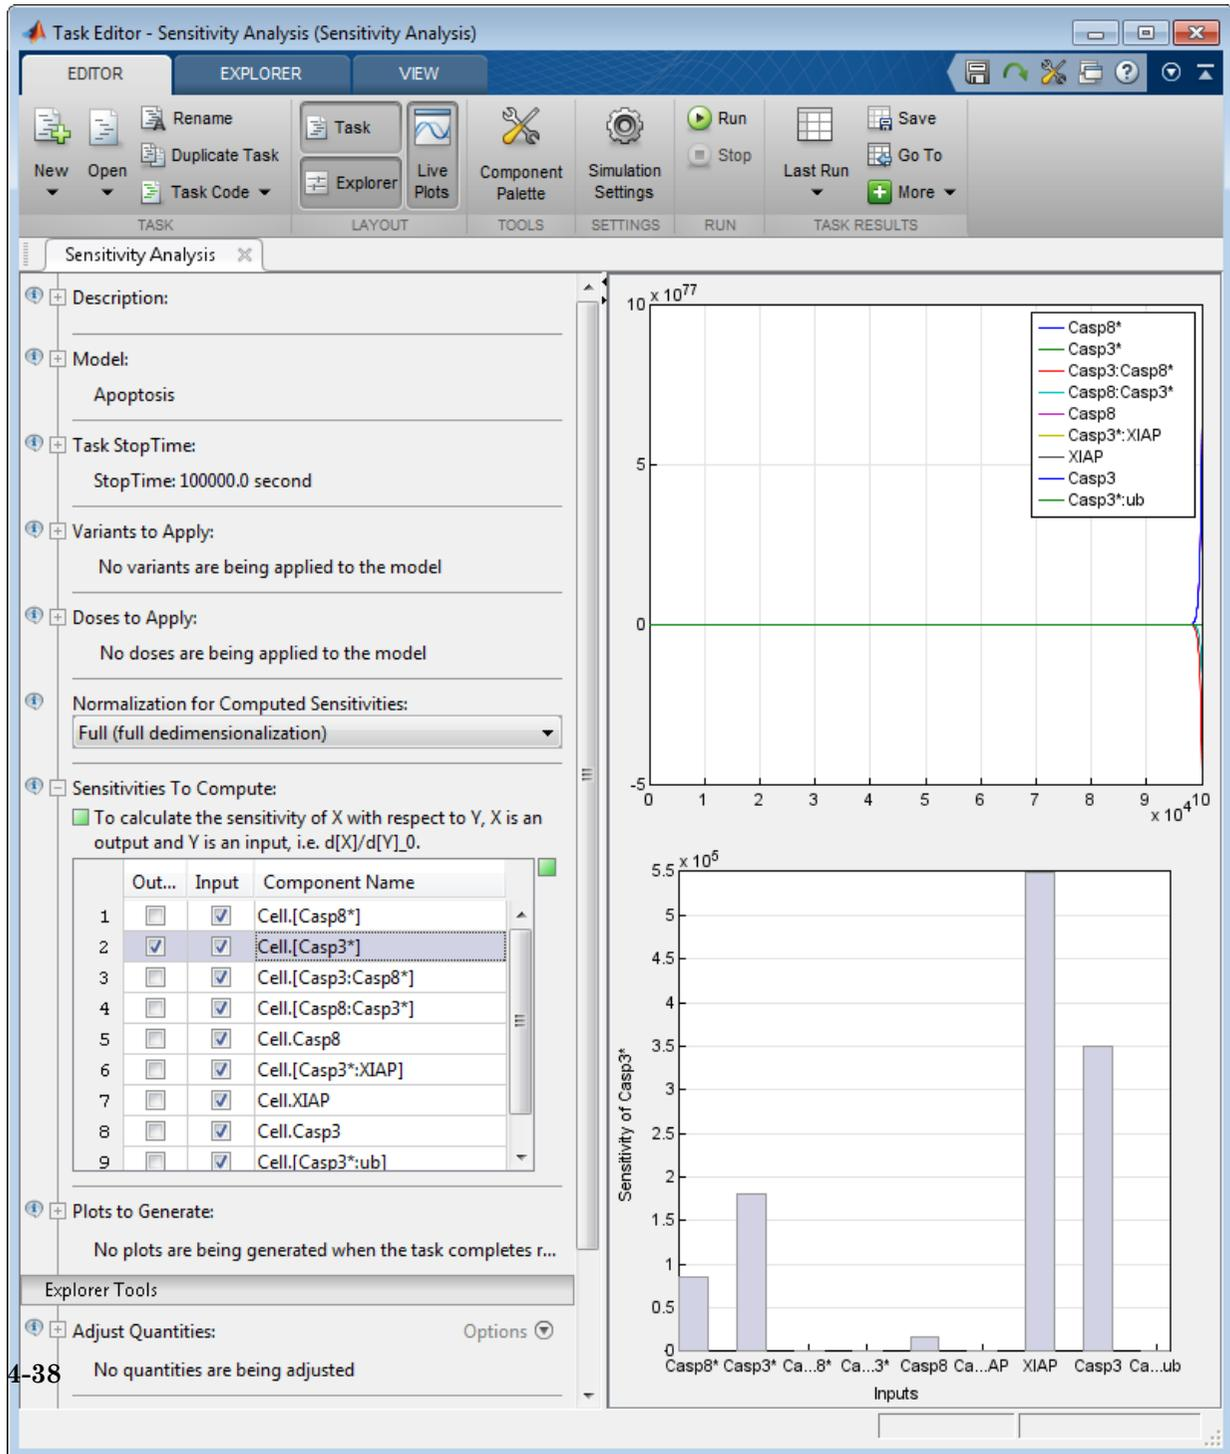 Task Editor - Sensitivity Analysis (Sensitivity Analysis)
EDITOR EXPLORER VIEW
New
Open
Rename
Duplicate Task
Task Code
TASK
Task
Explorer
Live
Plots
LAYOUT
Component
Palette
TOOLS
Simulation
Settings
SETTINGS
Run
Stop
RUN
Last Run
Save
Go To
More
TASK RESULTS
Sensitivity Analysis
Description:
Model:
Apoptosis
Task StopTime:
StopTime: 100000.0 second
Variants to Apply:
No variants are being applied to the model
Doses to Apply:
No doses are being applied to the model
Normalization for Computed Sensitivities:
Full (full dedimensionalization)
Sensitivities To Compute:
To calculate the sensitivity of X with respect to Y, X is an
output and Y is an input, i.e. d[X]/d[Y]_0.
Out... Input Component Name
1 Cell.[Casp8*]
2 Cell.[Casp3*]
3 Cell.[Casp3:Casp8*]
4 Cell.[Casp8:Casp3*]
5 Cell.Casp8
6 Cell.[Casp3*:XIAP]
7 Cell.XIAP
8 Cell.Casp3
9 Cell.[Casp3*:ub]
Plots to Generate:
No plots are being generated when the task completes r...
Explorer Tools
Adjust Quantities: Options
No quantities are being adjusted
4-38
x 10^77
10
5
0
-5
0 1 2 3 4 5 6 7 8 9 10
x 10^4
Casp8*
Casp3*
Casp3:Casp8*
Casp8:Casp3*
Casp8
Casp3*:XIAP
XIAP
Casp3
Casp3*:ub
x 10^5
5.5
5
4.5
4
3.5
3
2.5
2
1.5
1
0.5
0
Sensitivity of Casp3*
Casp8* Casp3* Ca...8* Ca...3* Casp8 Ca...AP XIAP Casp3 Ca...ub
Inputs